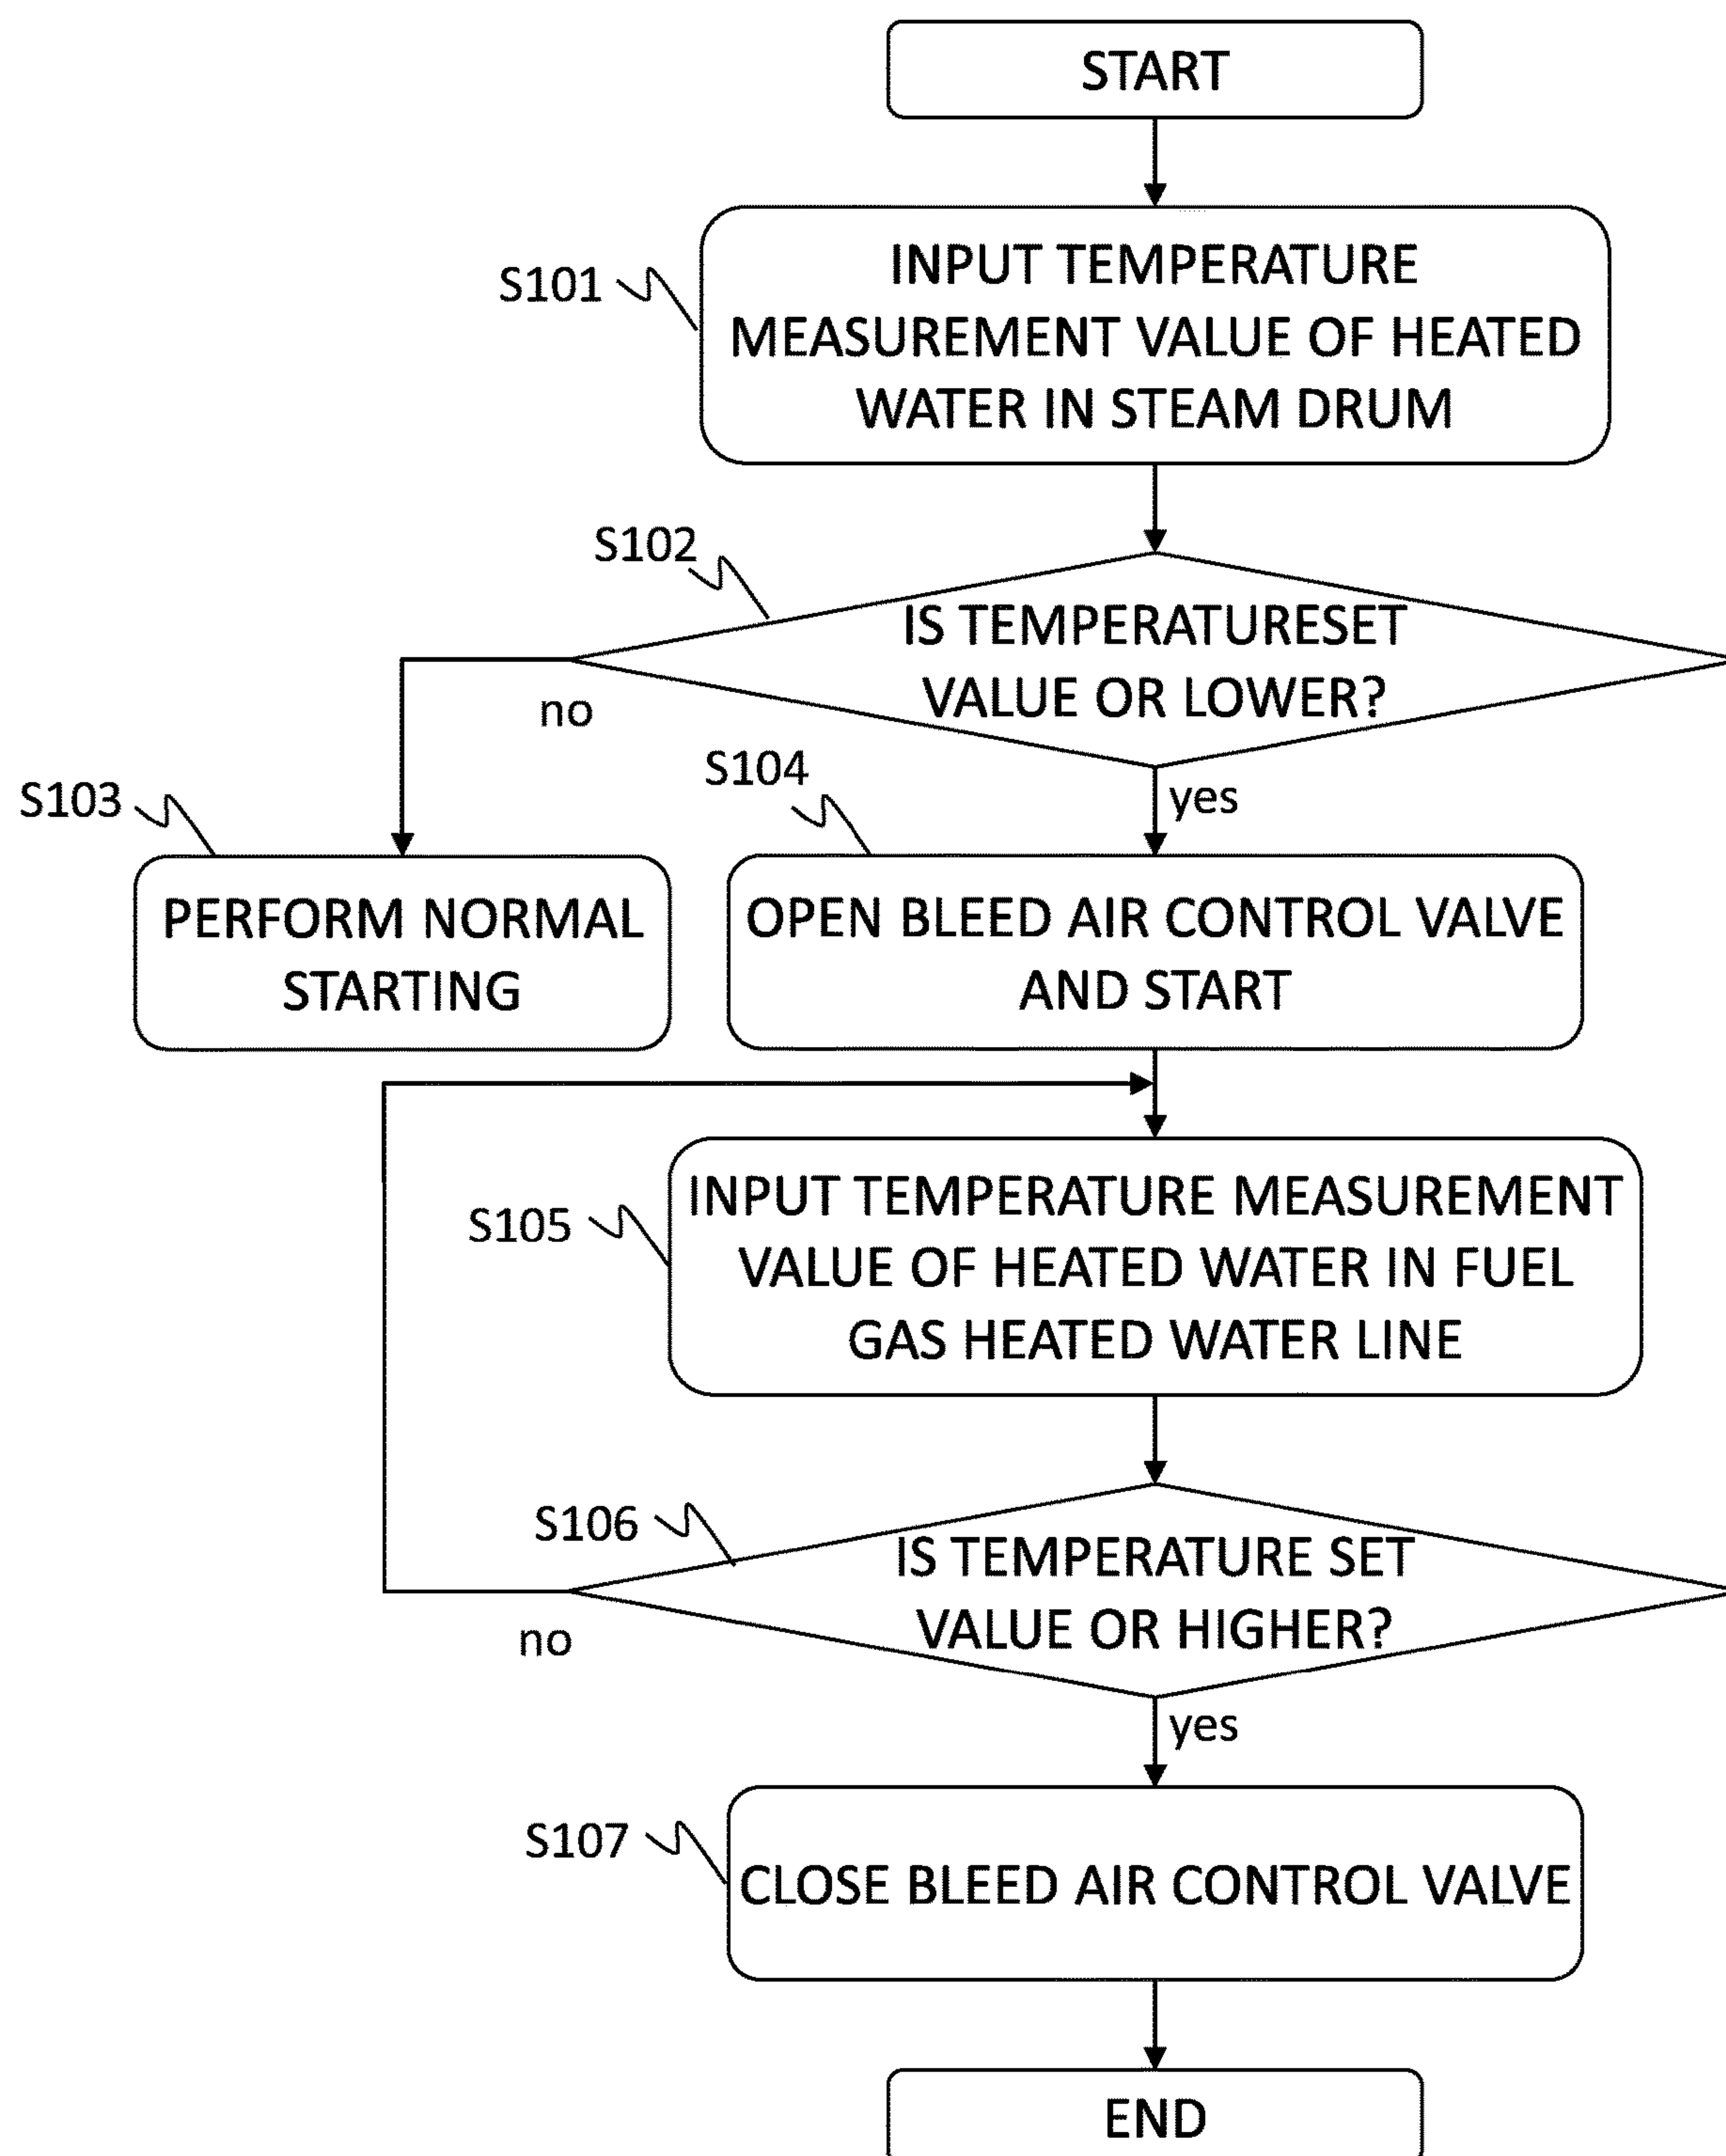 START
S101
INPUT TEMPERATURE
MEASUREMENT VALUE OF HEATED
WATER IN STEAM DRUM
S102
IS TEMPERATURESET
VALUE OR LOWER?
no
yes
S103
PERFORM NORMAL
STARTING
S104
OPEN BLEED AIR CONTROL VALVE
AND START
S105
INPUT TEMPERATURE MEASUREMENT
VALUE OF HEATED WATER IN FUEL
GAS HEATED WATER LINE
S106
IS TEMPERATURE SET
VALUE OR HIGHER?
no
yes
S107
CLOSE BLEED AIR CONTROL VALVE
END